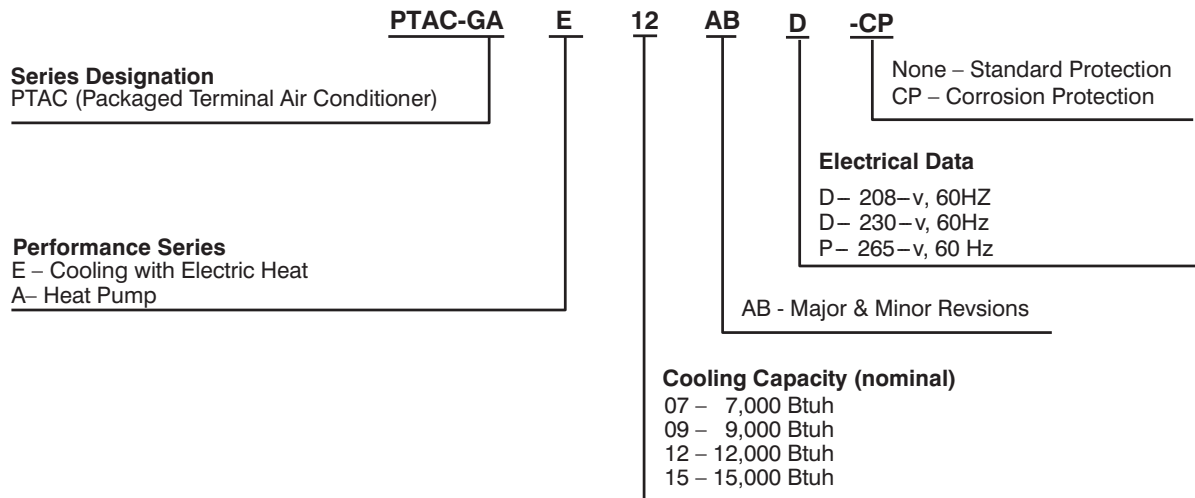 PTAC-GA E 12 AB D -CP
Series Designation
PTAC (Packaged Terminal Air Conditioner)
None – Standard Protection
CP – Corrosion Protection
Electrical Data
D– 208–v, 60HZ
D– 230–v, 60Hz
P– 265–v, 60 Hz
Performance Series
E – Cooling with Electric Heat
A– Heat Pump
AB - Major & Minor Revsions
Cooling Capacity (nominal)
07 – 7,000 Btuh
09 – 9,000 Btuh
12 – 12,000 Btuh
15 – 15,000 Btuh